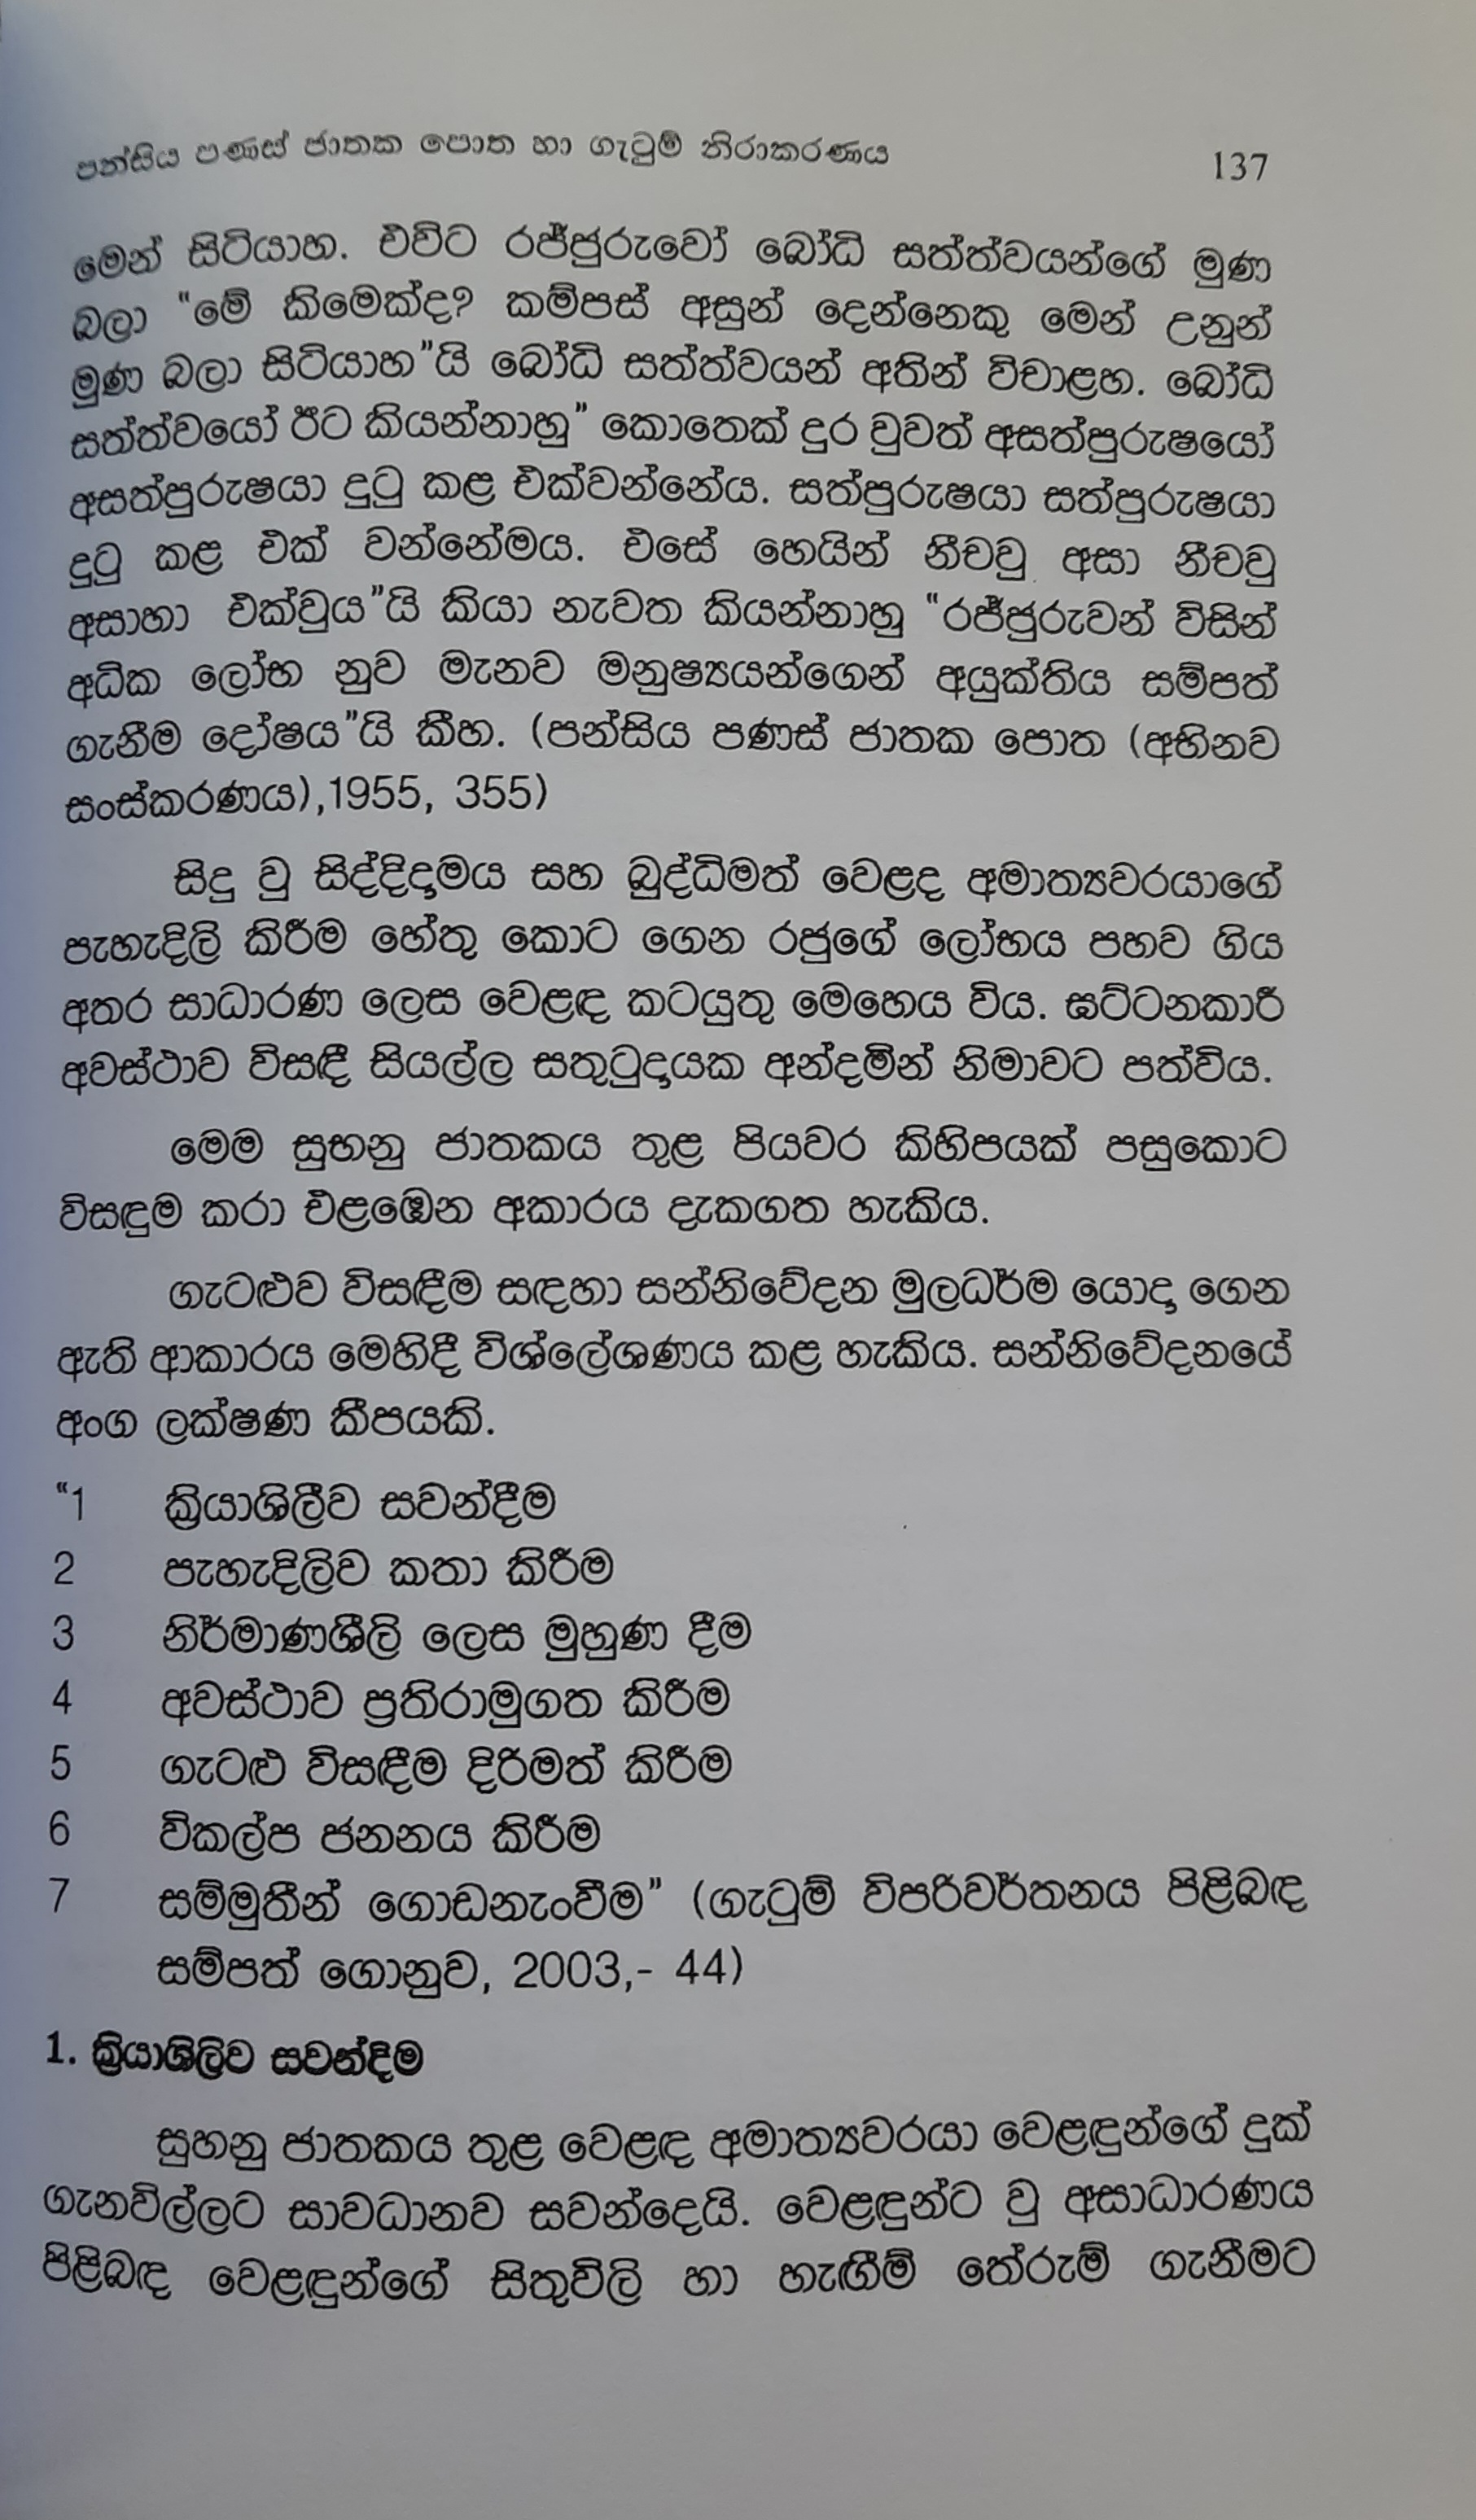 පන්සිය පණස් ජාතක පොත හා ගැටුම් නිරාකරණය 137
මෙන් සිටියාහ. එවිට රජ්ජුරුවෝ බෝධි සත්ත්වයන්ගේ මුණ
බලා "මේ කිමෙක්ද? කම්පස් අසුන් දෙන්නෙකු මෙන් උනුන්
මුණ බලා සිටියාහ"යි බෝධි සත්ත්වයන් අතින් විචාළහ. බෝධි
සත්ත්වයෝ ඊට කියන්නාහු" කොතෙක් දුර වුවත් අසත්පුරුෂයෝ
අසත්පුරුෂයා දුටු කළ එක්වන්නේය. සත්පුරුෂයා සත්පුරුෂයා
දුටු කළ එක් වන්නේමය. එසේ හෙයින් නීචවු අසා නීචවු
අසාහා එක්වුය"යි කියා නැවත කියන්නාහු "රජ්ජුරුවන් විසින්
අධික ලෝභ නුව මැනව මනුෂ්‍යයන්ගෙන් අයුක්තිය සම්පත්
ගැනීම දෝෂය"යි කීහ. (පන්සිය පණස් ජාතක පොත (අභිනව
සංස්කරණය),1955, 355)
සිදු වු සිද්දිදාමය සහ බුද්ධිමත් වෙළද අමාත්‍යවරයාගේ
පැහැදිලි කිරීම හේතු කොට ගෙන රජුගේ ලෝභය පහව ගිය
අතර සාධාරණ ලෙස වෙළඳ කටයුතු මෙහෙය විය. ඝට්ටනකාරී
අවස්ථාව විසඳී සියල්ල සතුටුදායක අන්දමින් නිමාවට පත්විය.
මෙම සුභනු ජාතකය තුළ පියවර කිහිපයක් පසුකොට
විසඳුම කරා එළඹෙන අකාරය දැකගත හැකිය.
ගැටළුව විසඳීම සඳහා සන්නිවේදන මුලධර්ම යොදා ගෙන
ඇති ආකාරය මෙහිදී විශ්ලේශණය කළ හැකිය. සන්නිවේදනයේ
අංග ලක්ෂණ කීපයකි.
"1 ක්‍රියාශිලීව සවන්දීම
2 පැහැදිලිව කතා කිරීම
3 නිර්මාණශීලි ලෙස මුහුණ දීම
4 අවස්ථාව ප්‍රතිරාමුගත කිරීම
5 ගැටළු විසඳීම දිරිමත් කිරීම
6 විකල්ප ජනනය කිරීම
7 සම්මුතීන් ගොඩනැංවීම" (ගැටුම් විපරිවර්තනය පිළිබඳ
සම්පත් ගොනුව, 2003,- 44)
1. ක්‍රියාශිලිව සවන්දිම
සුහනු ජාතකය තුළ වෙළඳ අමාත්‍යවරයා වෙළඳුන්ගේ දුක්
ගැනවිල්ලට සාවධානව සවන්දෙයි. වෙළඳුන්ට වු අසාධාරණය
පිළිබඳ වෙළඳුන්ගේ සිතුවිලි හා හැඟීම් තේරුම් ගැනීමට